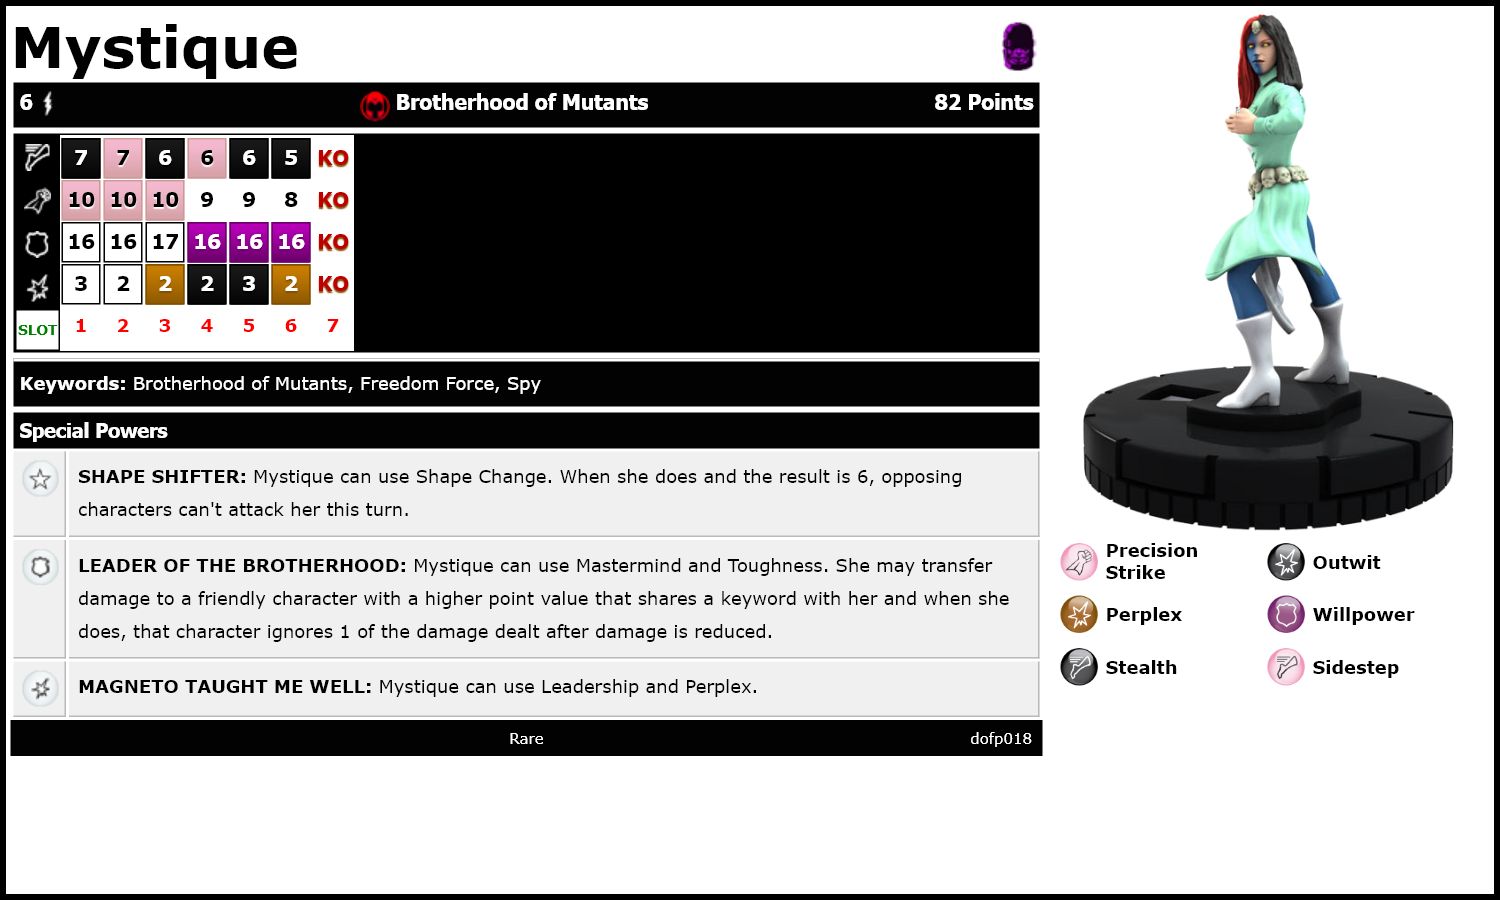 Mystique
6 Brotherhood of Mutants 82 Points
7 7 6 6 6 5 KO
10 10 10 9 9 8 KO
16 16 17 16 16 16 KO
3 2 2 2 3 2 KO
SLOT 1 2 3 4 5 6 7
Keywords: Brotherhood of Mutants, Freedom Force, Spy
Special Powers
SHAPE SHIFTER: Mystique can use Shape Change. When she does and the result is 6, opposing
characters can't attack her this turn.
LEADER OF THE BROTHERHOOD: Mystique can use Mastermind and Toughness. She may transfer
damage to a friendly character with a higher point value that shares a keyword with her and when she
does, that character ignores 1 of the damage dealt after damage is reduced.
MAGNETO TAUGHT ME WELL: Mystique can use Leadership and Perplex.
Rare dofp018
Precision
Strike
Outwit
Perplex
Willpower
Stealth
Sidestep